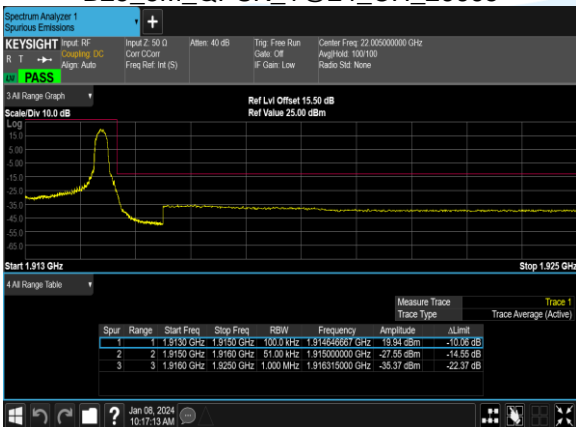 Spectrum Analyzer 1
Spurious Emissions
KEYSIGHT Input: RF Input Z: 50 Ω Atten: 40 dB Trig: Free Run Center Freq: 22.005000000 GHz
Coupling: DC Corr CCorr Gate: Off Avg|Hold: 100/100
R T Align: Auto Freq Ref: Int (S) IF Gain: Low Radio Std: None
PASS
3 All Range Graph
Ref Lvl Offset 15.50 dB
Scale/Div 10.0 dB Ref Value 25.00 dBm
Log
15.0
5.00
-5.00
-15.0
-25.0
-35.0
-45.0
-55.0
-65.0
Start 1.913 GHz Stop 1.925 GHz
4 All Range Table
Measure Trace Trace 1
Trace Type Trace Average (Active)
Spur Range Start Freq Stop Freq RBW Frequency Amplitude ΔLimit
1 1 1.9130 GHz 1.9150 GHz 100.0 kHz 1.914646667 GHz 19.94 dBm -10.06 dB
2 2 1.9150 GHz 1.9160 GHz 51.00 kHz 1.915000000 GHz -27.55 dBm -14.55 dB
3 3 1.9160 GHz 1.9250 GHz 1.000 MHz 1.916315000 GHz -35.37 dBm -22.37 dB
Jan 08, 2024
10:17:13 AM